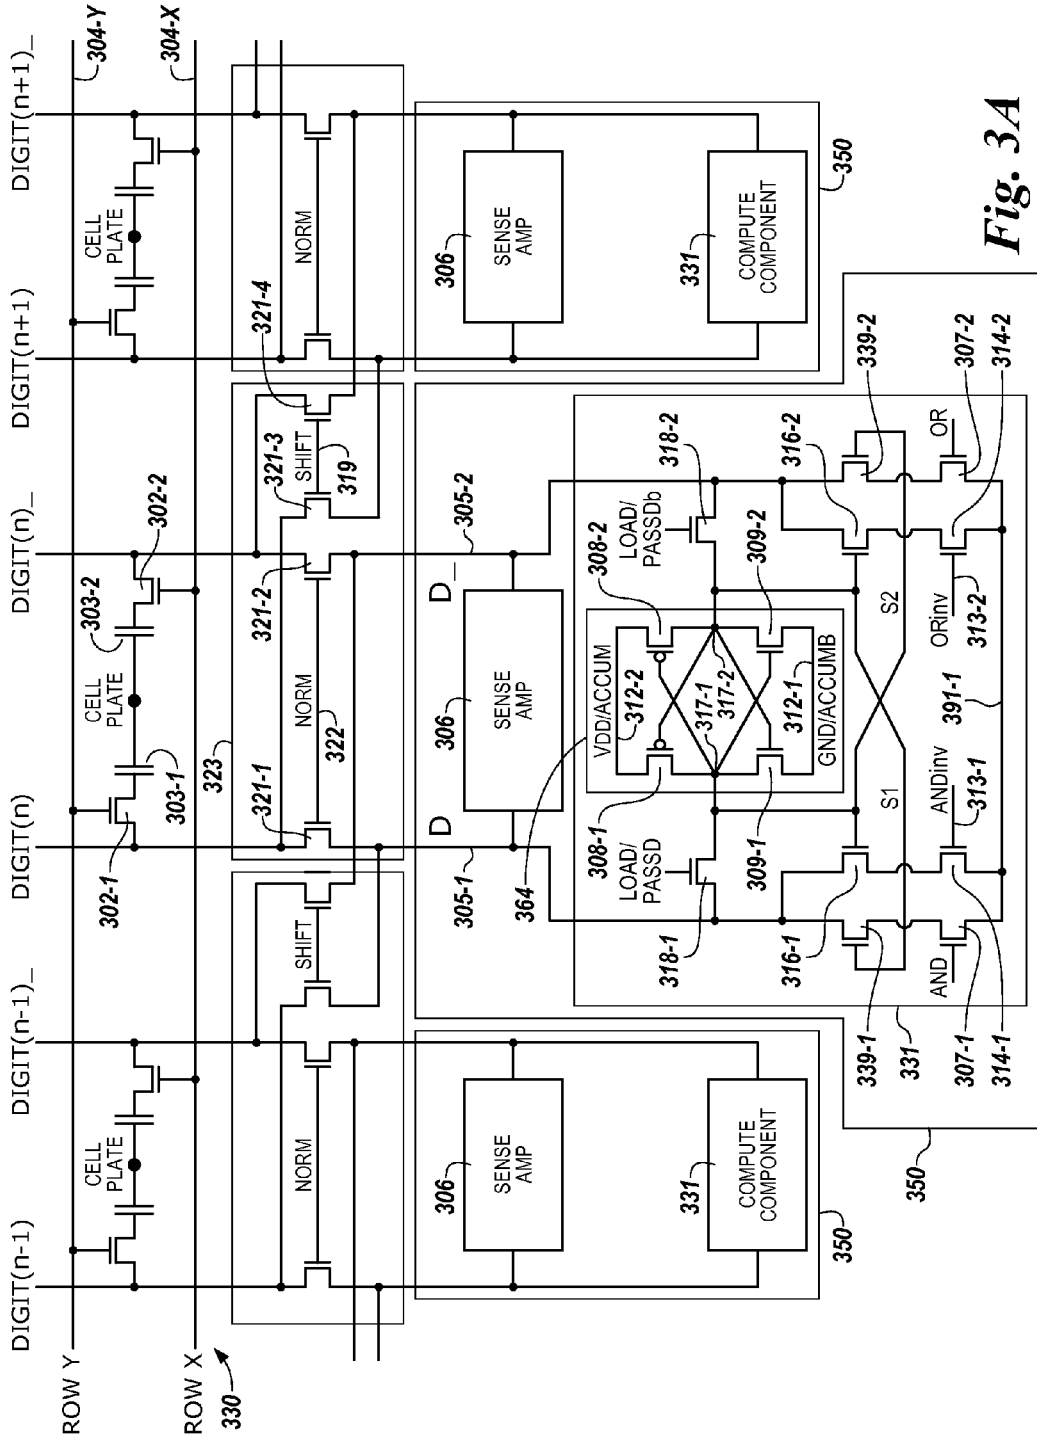 DIGIT(n-1)
DIGIT(n-1)_
DIGIT(n)
DIGIT(n)_
DIGIT(n+1)
DIGIT(n+1)_
ROW Y
304-Y
ROW X
304-X
330
CELL
PLATE
302-1
303-1
CELL
PLATE
303-2
302-2
CELL
PLATE
323
NORM
SHIFT
321-1
NORM
322
321-2
321-3
SHIFT
319
321-4
NORM
305-1
D
D_
305-2
306
SENSE
AMP
306
SENSE
AMP
306
SENSE
AMP
331
COMPUTE
COMPONENT
350
331
COMPUTE
COMPONENT
350
364
LOAD/
PASSD
318-1
308-1
VDD/ACCUM
312-2
308-2
LOAD/
PASSDb
318-2
309-1
317-1
317-2
GND/ACCUMB
312-1
309-2
316-1
S1
S2
316-2
339-1
339-2
AND
ANDinv
313-1
ORinv
313-2
OR
307-1
314-1
391-1
314-2
307-2
331
350
Fig. 3A